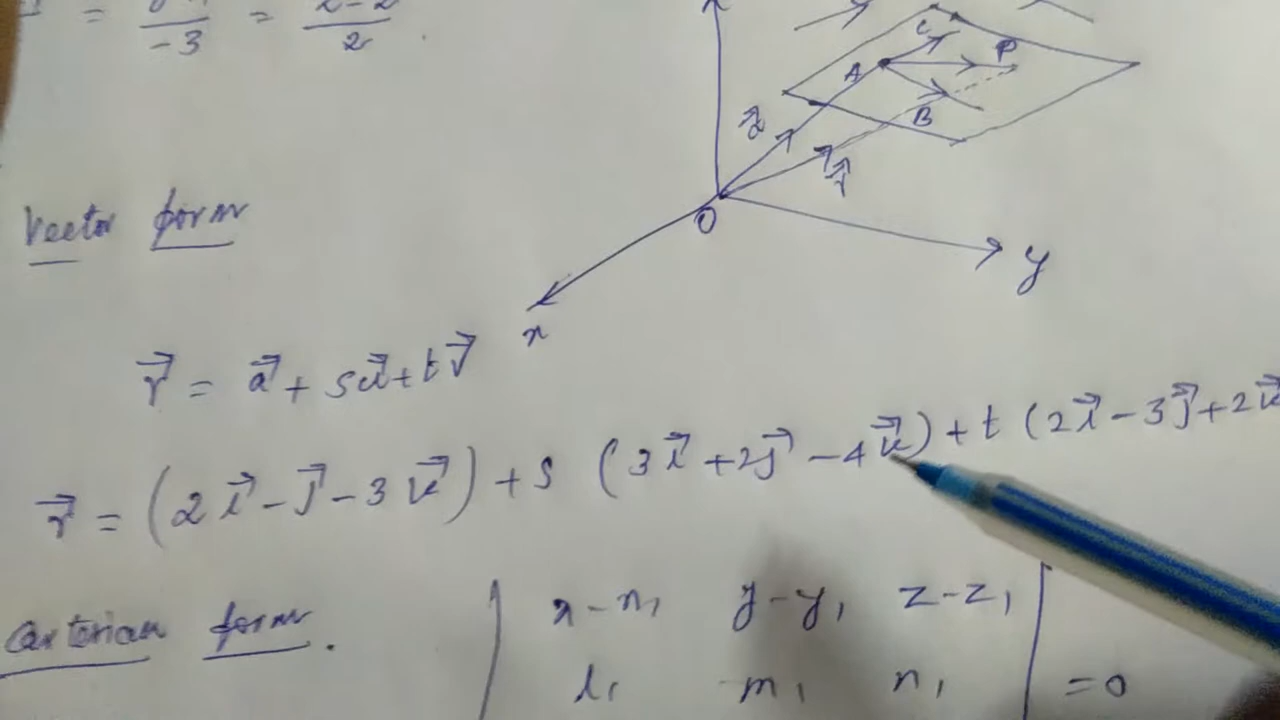 = /-3 = z-2/2 .
C
P
A
B
a⃗
r⃗
O
y
x
Vector form
r⃗ = a⃗ + su⃗ + tv⃗
r⃗ = (2i⃗ - j⃗ - 3k⃗) + s (3i⃗ + 2j⃗ - 4k⃗) + t (2i⃗ - 3j⃗ + 2k⃗
Carterian form.
| x-x₁ y-y₁ z-z₁ |
| l₁ m₁ n₁ | = 0